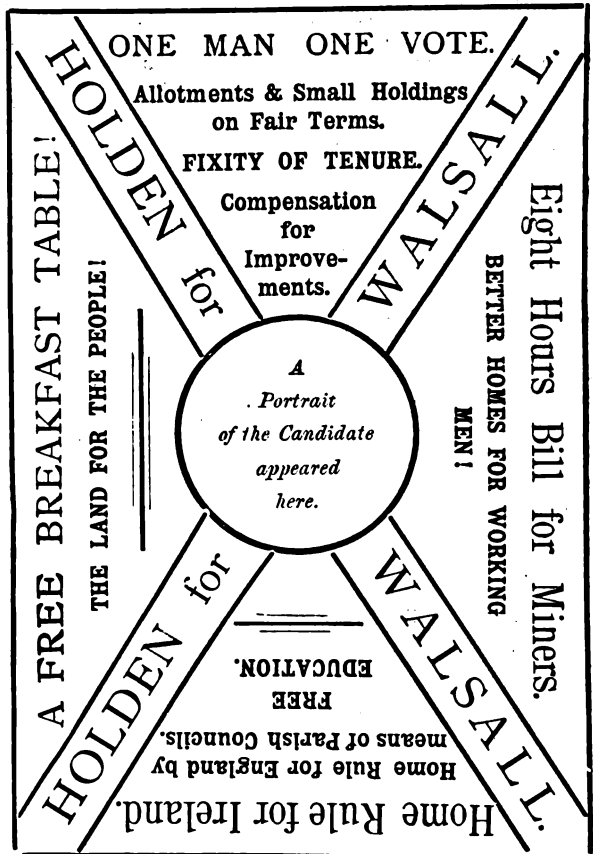 ONE MAN ONE VOTE.
Allotments & Small Holdings
on Fair Terms.
FIXITY OF TENURE.
Compensation
for
Improve-
ments.
HOLDEN for
WALSALL.
Eight Hours Bill for Miners.
BETTER HOMES FOR WORKING
MEN!
A
Portrait
of the Candidate
appeared
here.
A FREE BREAKFAST TABLE!
THE LAND FOR THE PEOPLE!
HOLDEN for
WALSALL.
Home Rule for Ireland.
Home Rule for England by
means of Parish Councils.
FREE
EDUCATION.